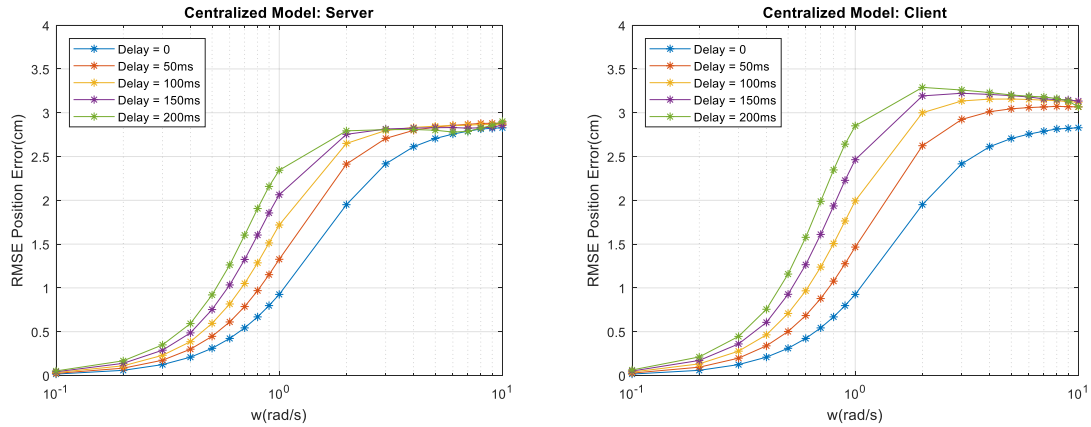 Centralized Model: Server
4
3.5
3
2.5
2
1.5
1
0.5
0
RMSE Position Error(cm)
Delay = 0
Delay = 50ms
Delay = 100ms
Delay = 150ms
Delay = 200ms
10^-1
10^0
10^1
w(rad/s)
Centralized Model: Client
4
3.5
3
2.5
2
1.5
1
0.5
0
RMSE Position Error(cm)
Delay = 0
Delay = 50ms
Delay = 100ms
Delay = 150ms
Delay = 200ms
10^-1
10^0
10^1
w(rad/s)